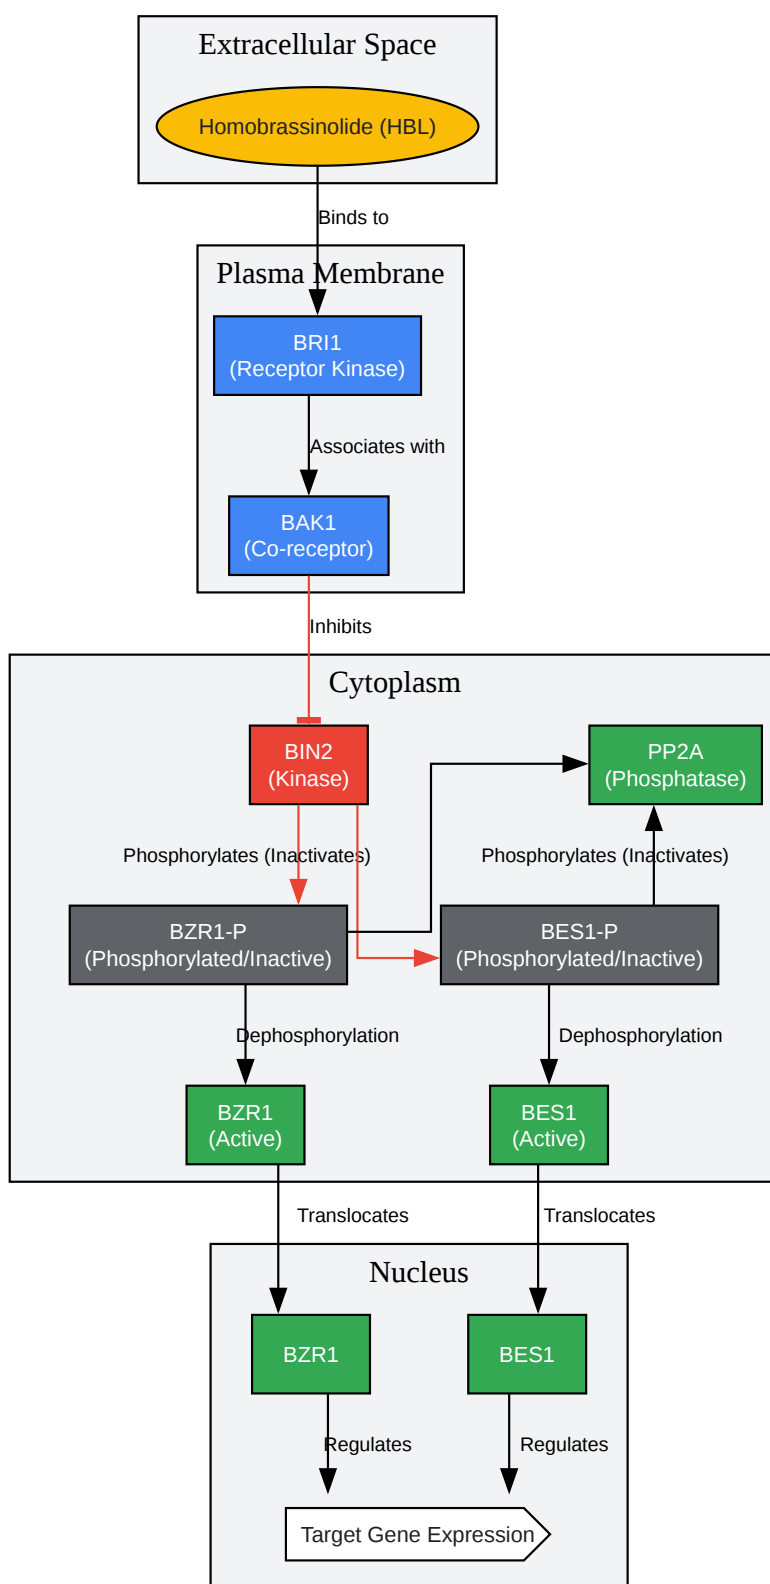 Extracellular Space
Homobrassinolide (HBL)
Binds to
Plasma Membrane
BRI1
(Receptor Kinase)
Associates with
BAK1
(Co-receptor)
Inhibits
Cytoplasm
BIN2
(Kinase)
PP2A
(Phosphatase)
Phosphorylates (Inactivates)
Phosphorylates (Inactivates)
BZR1-P
(Phosphorylated/Inactive)
BES1-P
(Phosphorylated/Inactive)
Dephosphorylation
Dephosphorylation
BZR1
(Active)
BES1
(Active)
Translocates
Translocates
Nucleus
BZR1
BES1
Regulates
Regulates
Target Gene Expression